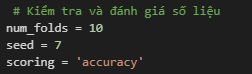 # Kiểm tra và đánh giá số liệu
num_folds = 10
seed = 7
scoring = 'accuracy'